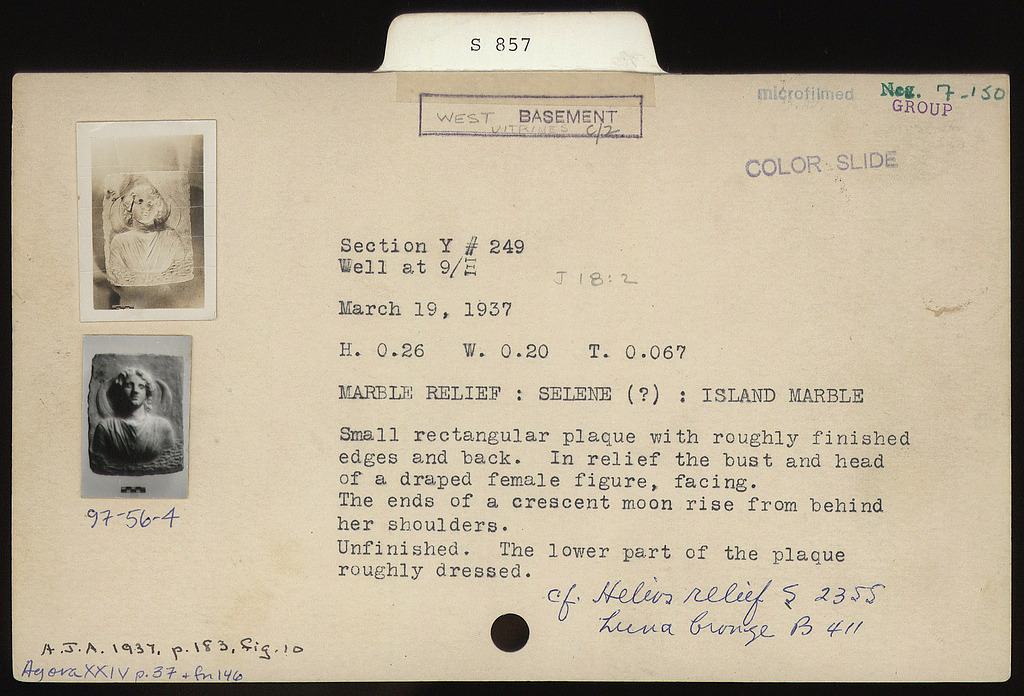 S 857
microfilmed
Neg. 7-150
GROUP
WEST BASEMENT
VITRINES c/2
COLOR SLIDE
Section Y # 249
Well at 9/Ξ
J 18:2
March 19, 1937
H. 0.26 W. 0.20 T. 0.067
MARBLE RELIEF : SELENE (?) : ISLAND MARBLE
Small rectangular plaque with roughly finished
edges and back. In relief the bust and head
of a draped female figure, facing.
The ends of a crescent moon rise from behind
her shoulders.
Unfinished. The lower part of the plaque
roughly dressed.
97-56-4
cf. Helios relief S 2355
Luna bronze B 411
A.J.A. 1937, p.183, fig.10
Agora XXIV p.37 + fn 146